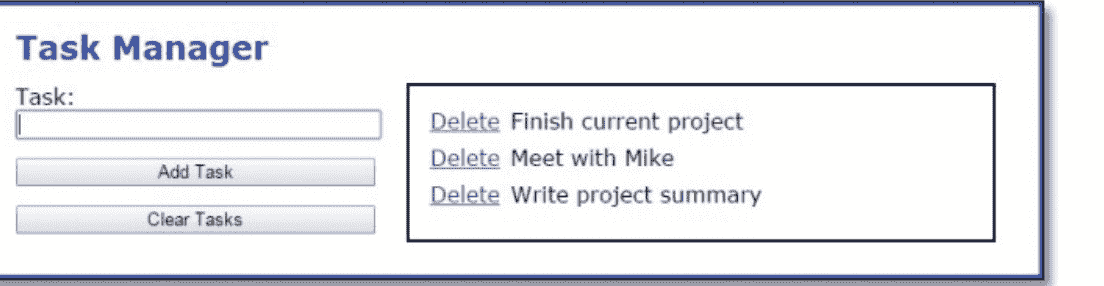 Task Manager
Task:
Add Task
Clear Tasks
Delete Finish current project
Delete Meet with Mike
Delete Write project summary